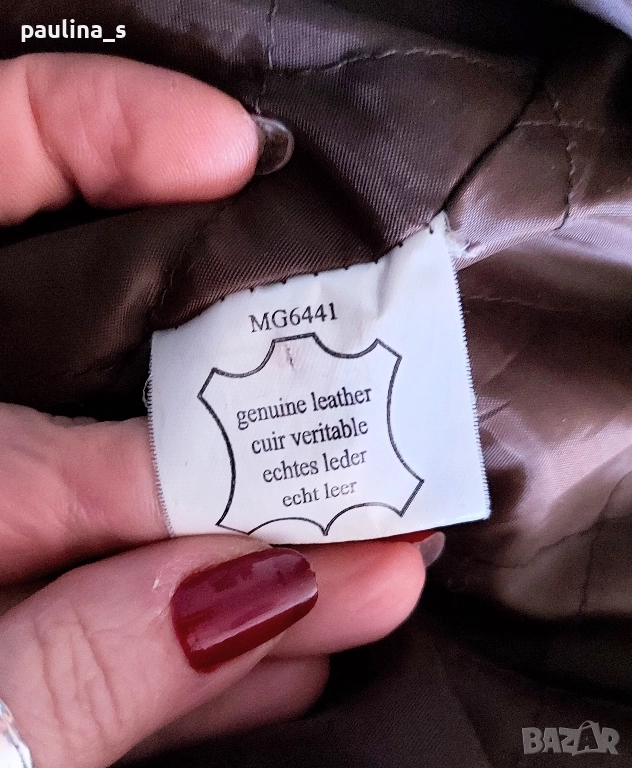 paulina_s
MG6441
genuine leather
cuir veritable
echtes leder
echt leer
BAZAR